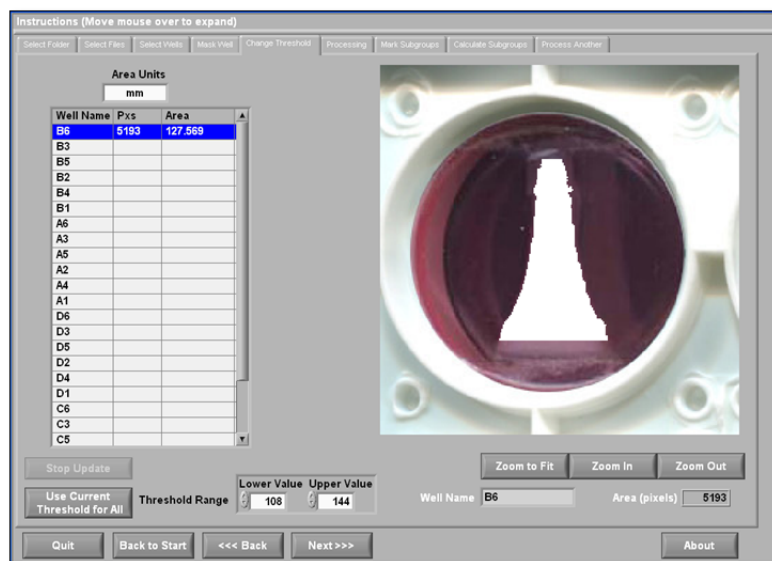 Instructions (Move mouse over to expand)
Select Folder Select Files Select Wells Mask Well Change Threshold Processing Mark Subgroups Calculate Subgroups Process Another
Area Units
mm
Well Name Pxs Area
B6 5193 127.569
B3
B5
B2
B4
B1
A6
A3
A5
A2
A4
A1
D6
D3
D5
D2
D4
D1
C6
C3
C5
Stop Update
Use Current Threshold for All
Threshold Range
Lower Value Upper Value
108 144
Zoom to Fit Zoom In Zoom Out
Well Name B6 Area (pixels) 5193
Quit Back to Start <<< Back Next >>> About